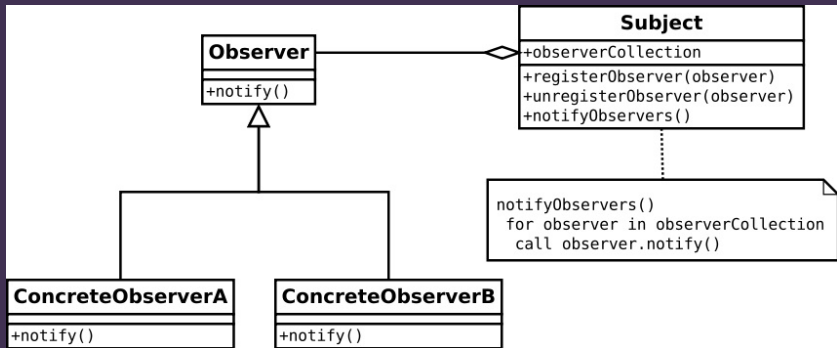 Subject
+observerCollection
+registerObserver(observer)
+unregisterObserver(observer)
+notifyObservers()
Observer
+notify()
notifyObservers()
for observer in observerCollection
call observer.notify()
ConcreteObserverA
+notify()
ConcreteObserverB
+notify()